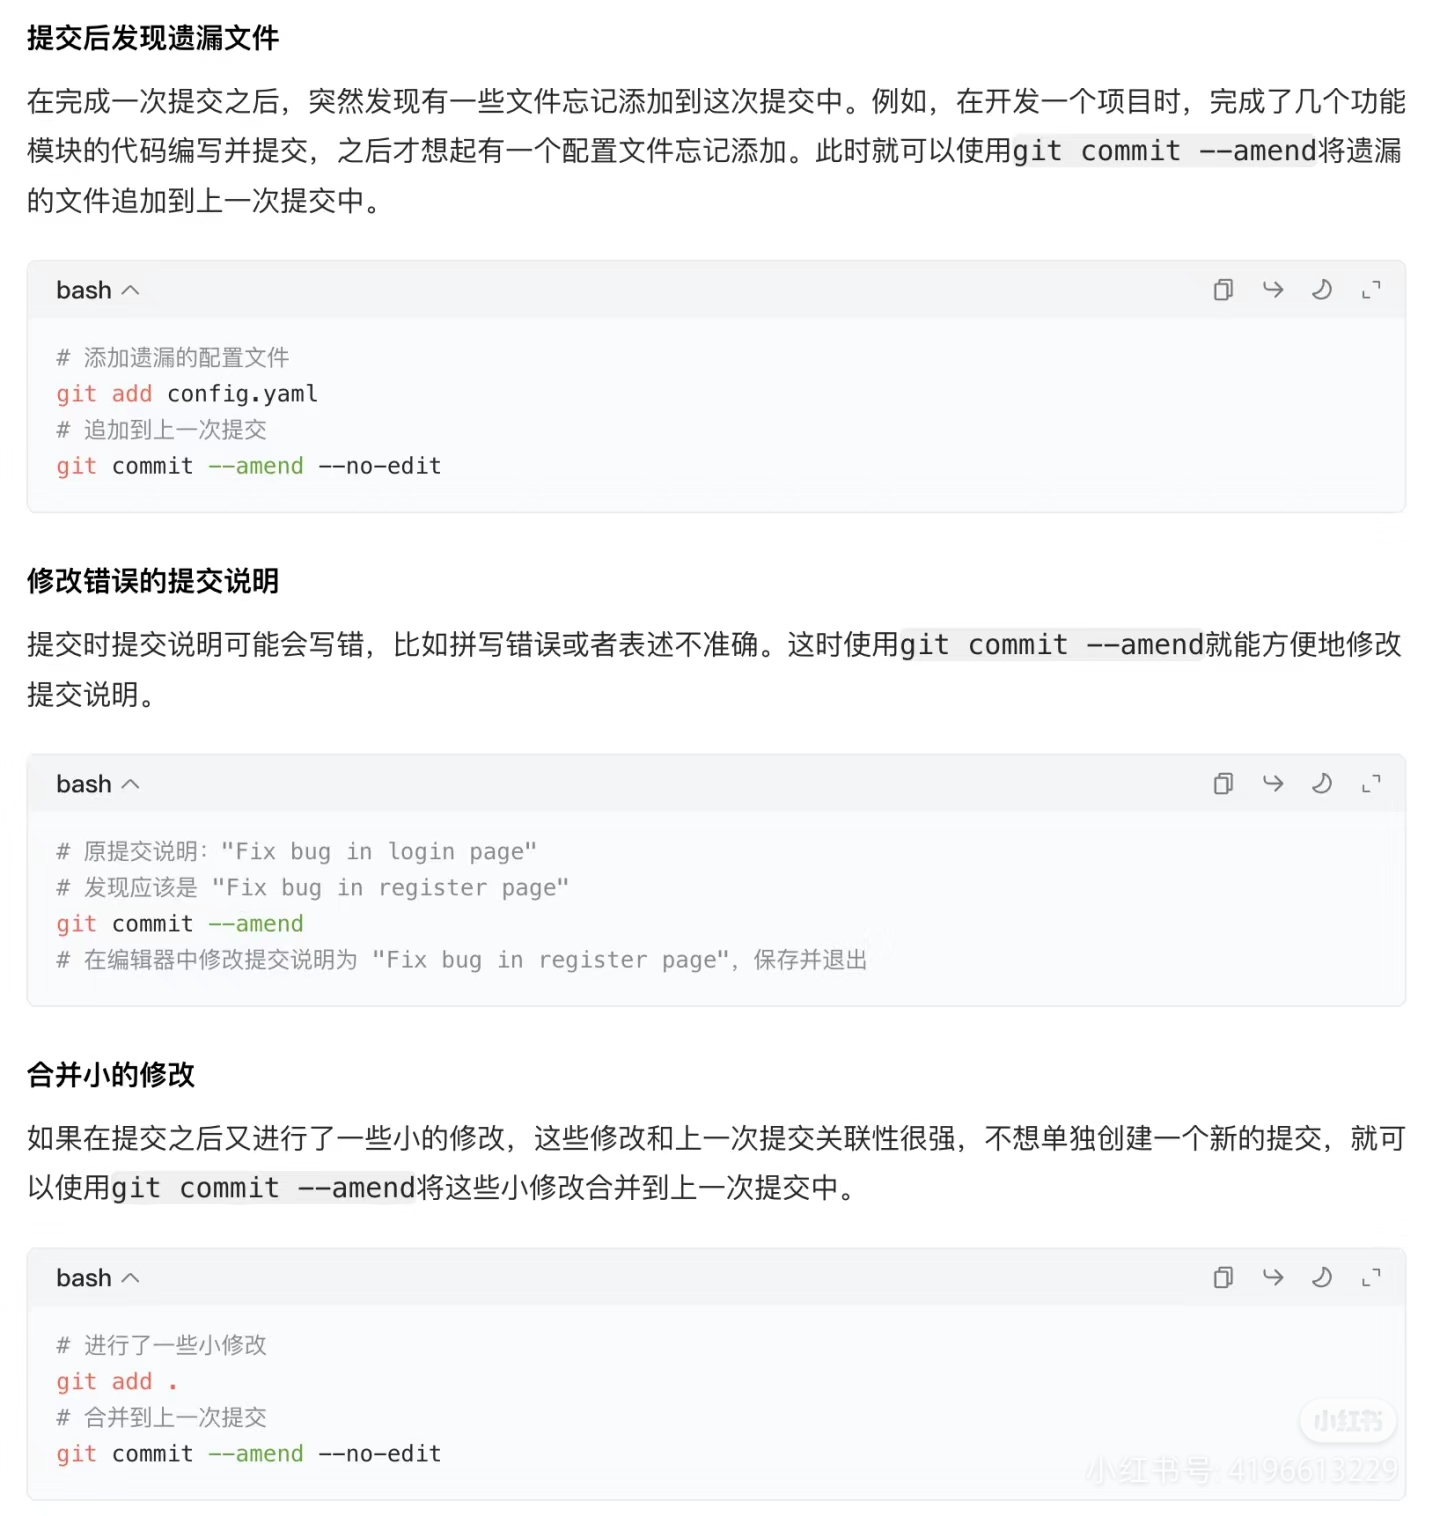 提交后发现遗漏文件
在完成一次提交之后，突然发现有一些文件忘记添加到这次提交中。例如，在开发一个项目时，完成了几个功能
模块的代码编写并提交，之后才想起有一个配置文件忘记添加。此时就可以使用git commit --amend将遗漏
的文件追加到上一次提交中。
bash
# 添加遗漏的配置文件
git add config.yaml
# 追加到上一次提交
git commit --amend --no-edit
修改错误的提交说明
提交时提交说明可能会写错，比如拼写错误或者表述不准确。这时使用git commit --amend就能方便地修改
提交说明。
bash
# 原提交说明："Fix bug in login page"
# 发现应该是 "Fix bug in register page"
git commit --amend
# 在编辑器中修改提交说明为 "Fix bug in register page"，保存并退出
合并小的修改
如果在提交之后又进行了一些小的修改，这些修改和上一次提交关联性很强，不想单独创建一个新的提交，就可
以使用git commit --amend将这些小修改合并到上一次提交中。
bash
# 进行了一些小修改
git add .
# 合并到上一次提交
git commit --amend --no-edit
小红书
小红书号: 4196613229